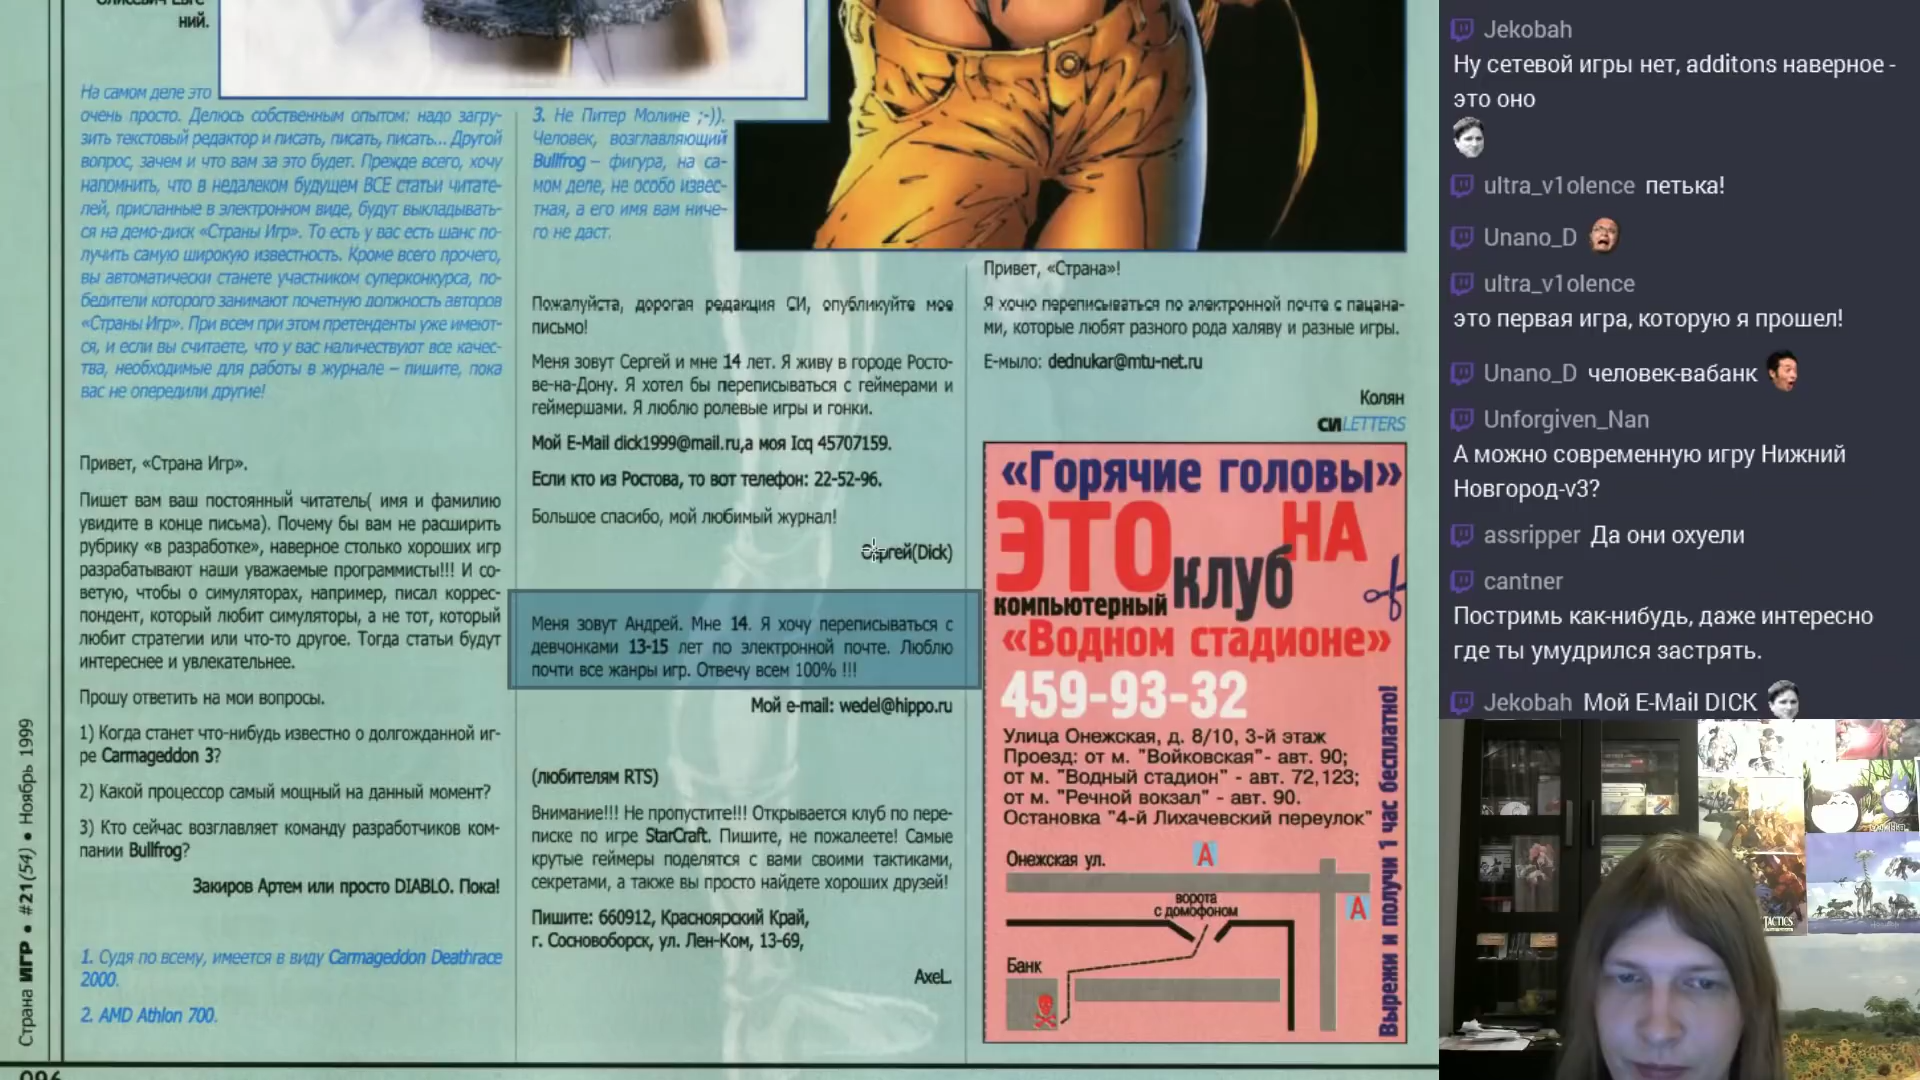 ний.
На самом деле это
очень просто. Делюсь собственным опытом: надо загру-
зить текстовый редактор и писать, писать, писать... Другой
вопрос, зачем и что вам за это будет. Прежде всего, хочу
напомнить, что в недалеком будущем ВСЕ статьи читате-
лей, присланные в электронном виде, будут выкладывать-
ся на демо-диск «Страны Игр». То есть у вас есть шанс по-
лучить самую широкую известность. Кроме всего прочего,
вы автоматически станете участником суперконкурса, по-
бедители которого занимают почетную должность авторов
«Страны Игр». При всем при этом претенденты уже имеют-
ся, и если вы считаете, что у вас наличествуют все качес-
тва, необходимые для работы в журнале – пишите, пока
вас не опередили другие!
Привет, «Страна Игр».
Пишет вам ваш постоянный читатель( имя и фамилию
увидите в конце письма). Почему бы вам не расширить
рубрику «в разработке», наверное столько хороших игр
разрабатывают наши уважаемые программисты!!! И со-
ветую, чтобы о симуляторах, например, писал коррес-
пондент, который любит симуляторы, а не тот, который
любит стратегии или что-то другое. Тогда статьи будут
интереснее и увлекательнее.
Прошу ответить на мои вопросы.
1) Когда станет что-нибудь известно о долгожданной иг-
ре Carmageddon 3?
2) Какой процессор самый мощный на данный момент?
3) Кто сейчас возглавляет команду разработчиков ком-
пании Bullfrog?
Закиров Артем или просто DIABLO. Пока!
1. Судя по всему, имеется в виду Carmageddon Deathrace
2000.
2. AMD Athlon 700.
Страна ИГР • #21(54) • Ноябрь 1999
3. Не Питер Молине ;-)).
Человек, возглавляющий
Bullfrog – фигура, на са-
мом деле, не особо извес-
тная, а его имя вам ниче-
го не даст.
Пожалуйста, дорогая редакция СИ, опубликуйте мое
письмо!
Меня зовут Сергей и мне 14 лет. Я живу в городе Росто-
ве-на-Дону. Я хотел бы переписываться с геймерами и
геймершами. Я люблю ролевые игры и гонки.
Мой E-Mail dick1999@mail.ru,а моя Icq 45707159.
Если кто из Ростова, то вот телефон: 22-52-96.
Большое спасибо, мой любимый журнал!
Сергей(Dick)
Меня зовут Андрей. Мне 14. Я хочу переписываться с
девчонками 13-15 лет по электронной почте. Люблю
почти все жанры игр. Отвечу всем 100% !!!
Мой e-mail: wedel@hippo.ru
(любителям RTS)
Внимание!!! Не пропустите!!! Открывается клуб по пере-
писке по игре StarCraft. Пишите, не пожалеете! Самые
крутые геймеры поделятся с вами своими тактиками,
секретами, а также вы просто найдете хороших друзей!
Пишите: 660912, Красноярский Край,
г. Сосновоборск, ул. Лен-Ком, 13-69,
AxeL.
Привет, «Страна»!
Я хочю переписываться по электронной почте с пацана-
ми, которые любят разного рода халяву и разные игры.
Е-мыло: dednukar@mtu-net.ru
Колян
СИLETTERS
«Горячие головы»
ЭТО
компьютерный
клуб
НА
«Водном стадионе»
459-93-32
Улица Онежская, д. 8/10, 3-й этаж
Проезд: от м. "Войковская"- авт. 90;
от м. "Водный стадион" - авт. 72,123;
от м. "Речной вокзал" - авт. 90.
Остановка "4-й Лихачевский переулок"
Онежская ул.
А
А
ворота
с домофоном
Банк
Вырежи и получи 1 час бесплатно!
Jekobah
Ну сетевой игры нет, additons наверное -
это оно
ultra_v1olence петька!
Unano_D
ultra_v1olence
это первая игра, которую я прошел!
Unano_D человек-вабанк
Unforgiven_Nan
А можно современную игру Нижний
Новгород-v3?
assripper Да они охуели
cantner
Постримь как-нибудь, даже интересно
где ты умудрился застрять.
Jekobah Мой E-Mail DICK
TACTICS